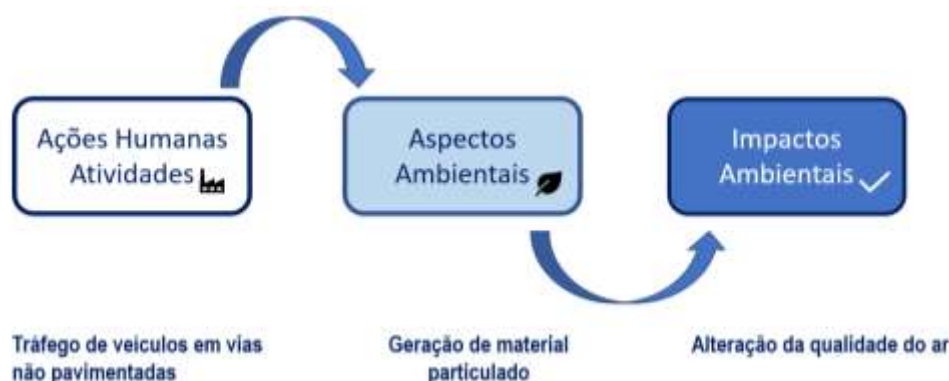 Ações Humanas
Atividades
Aspectos
Ambientais
Impactos
Ambientais
Tráfego de veículos em vias
não pavimentadas
Geração de material
particulado
Alteração da qualidade do ar